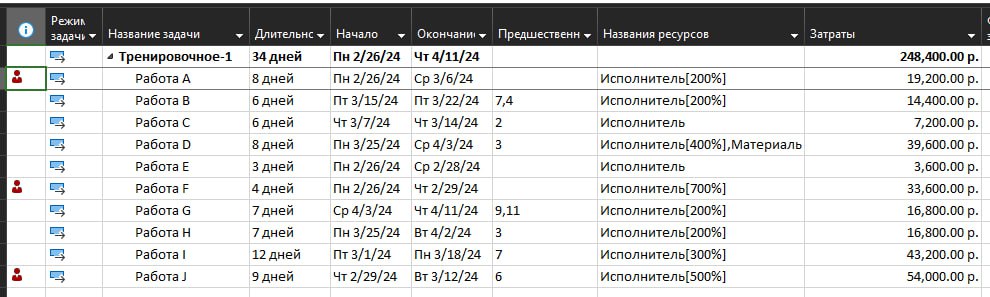 Режим задачи Название задачи Длительно Начало Окончание Предшественн Названия ресурсов Затраты
Тренировочное-1 34 дней Пн 2/26/24 Чт 4/11/24 248,400.00 р.
Работа A 8 дней Пн 2/26/24 Ср 3/6/24 Исполнитель[200%] 19,200.00 р.
Работа B 6 дней Пт 3/15/24 Пт 3/22/24 7,4 Исполнитель[200%] 14,400.00 р.
Работа C 6 дней Чт 3/7/24 Чт 3/14/24 2 Исполнитель 7,200.00 р.
Работа D 8 дней Пн 3/25/24 Ср 4/3/24 3 Исполнитель[400%],Материаль 39,600.00 р.
Работа E 3 дней Пн 2/26/24 Ср 2/28/24 Исполнитель 3,600.00 р.
Работа F 4 дней Пн 2/26/24 Чт 2/29/24 Исполнитель[700%] 33,600.00 р.
Работа G 7 дней Ср 4/3/24 Чт 4/11/24 9,11 Исполнитель[200%] 16,800.00 р.
Работа H 7 дней Пн 3/25/24 Вт 4/2/24 3 Исполнитель[200%] 16,800.00 р.
Работа I 12 дней Пт 3/1/24 Пн 3/18/24 7 Исполнитель[300%] 43,200.00 р.
Работа J 9 дней Чт 2/29/24 Вт 3/12/24 6 Исполнитель[500%] 54,000.00 р.